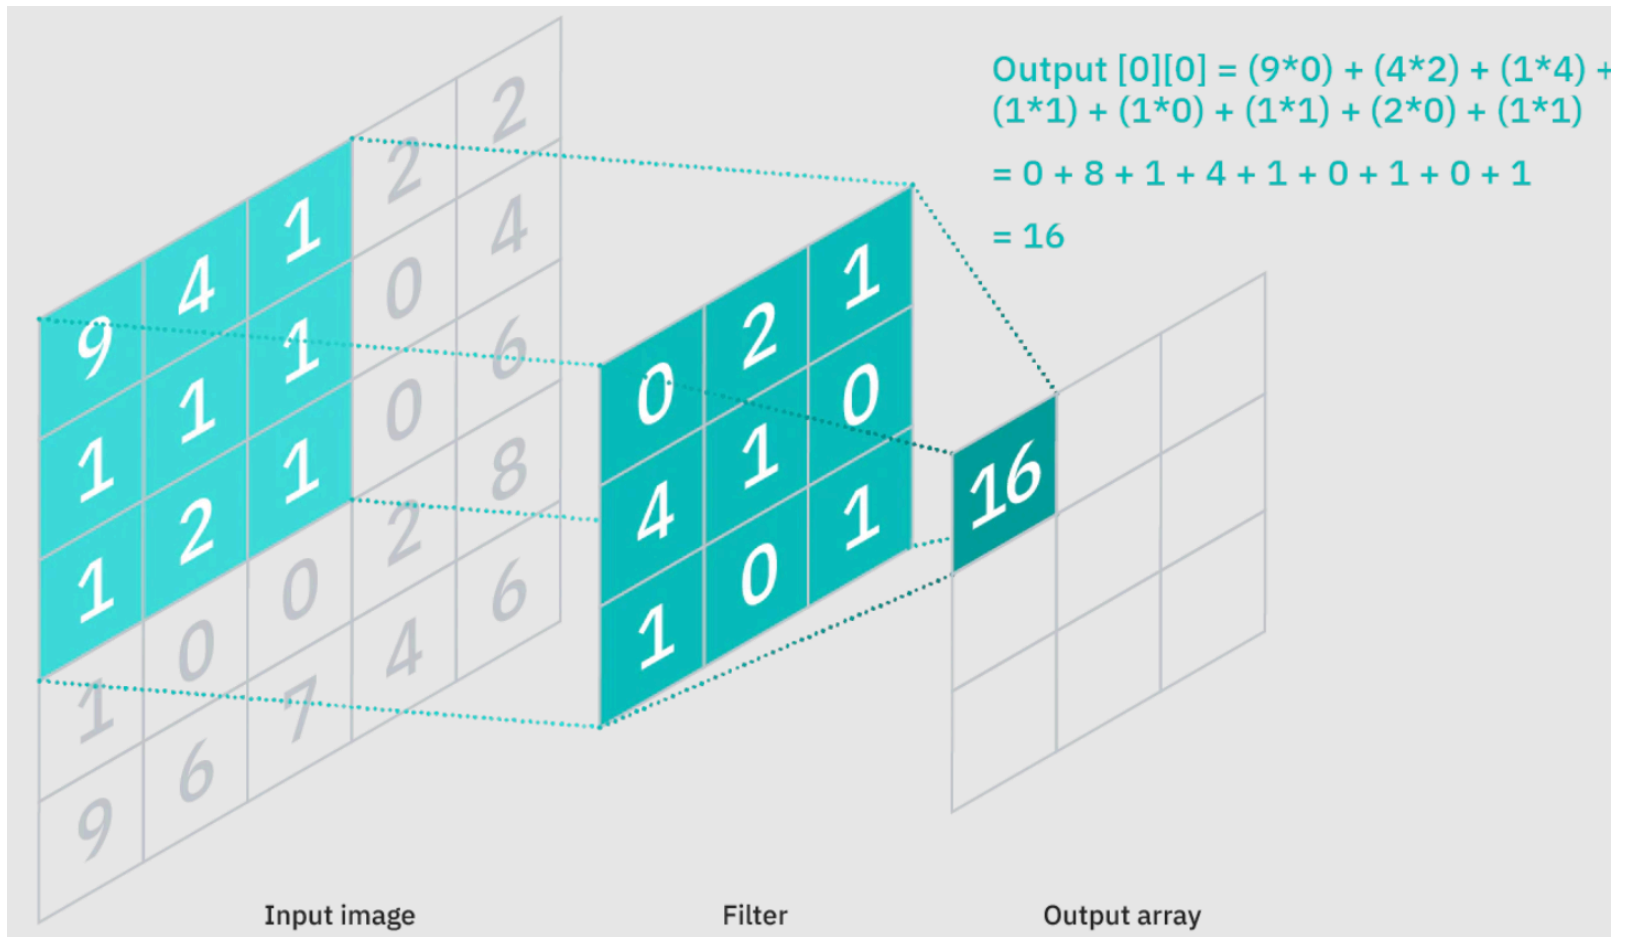 Output [0][0] = (9*0) + (4*2) + (1*4) +
(1*1) + (1*0) + (1*1) + (2*0) + (1*1)
= 0 + 8 + 1 + 4 + 1 + 0 + 1 + 0 + 1
= 16
9 4 1 2 2
1 1 1 0 4
1 2 1 0 6
1 0 0 2 8
9 6 7 4 6
0 2 1
4 1 0
1 0 1
16
Input image
Filter
Output array